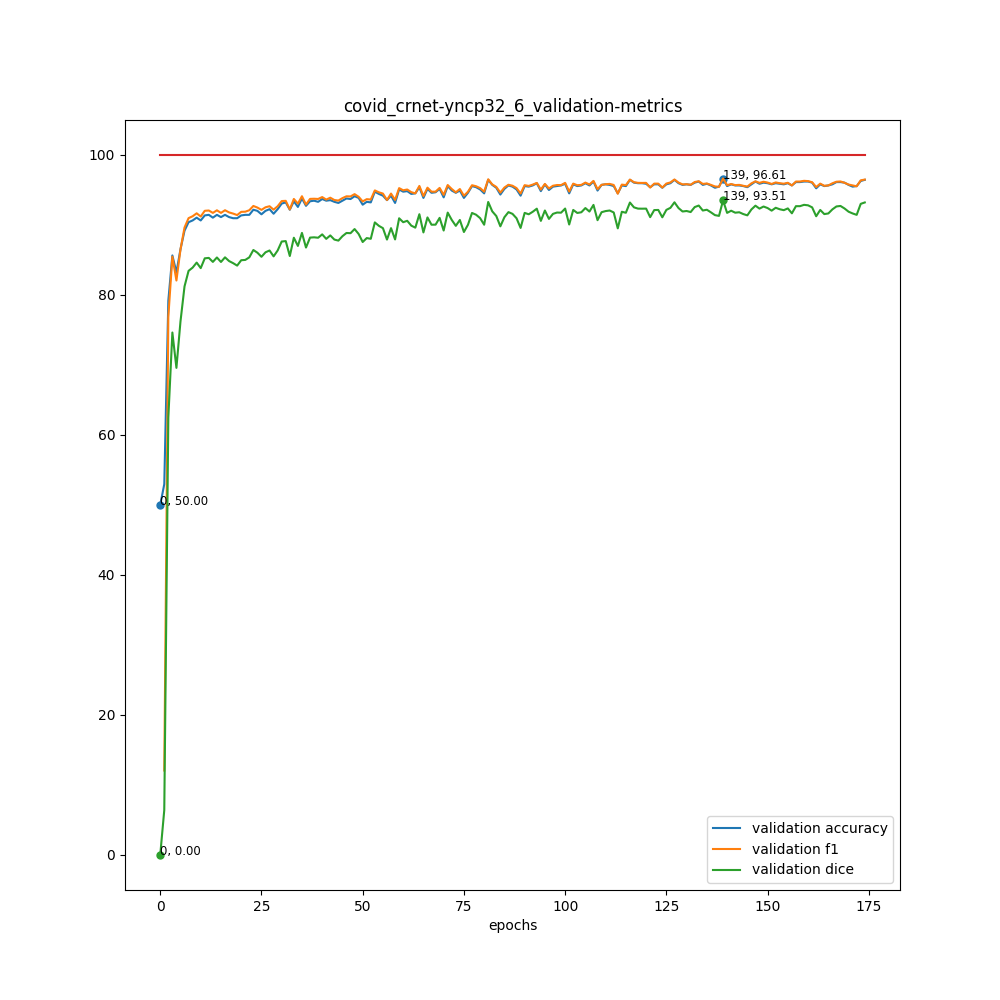 covid_crnet-yncp32_6_validation-metrics
100
139, 96.61
139, 93.51
80
60
0, 50.00
40
20
validation accuracy
validation f1
0, 0.00
0
validation dice
0 25 50 75 100 125 150 175
epochs